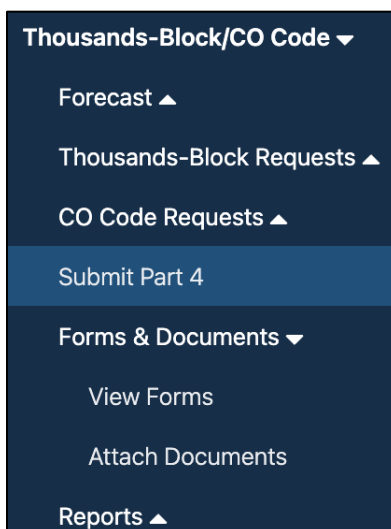 Thousands-Block/CO Code
Forecast
Thousands-Block Requests
CO Code Requests
Submit Part 4
Forms & Documents
View Forms
Attach Documents
Reports